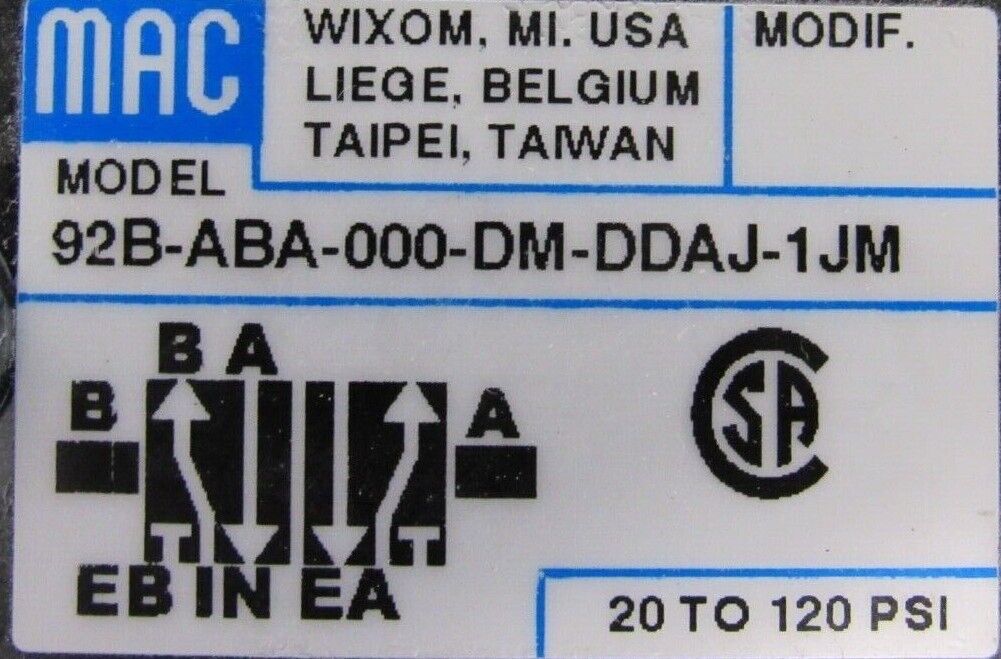 MAC
WIXOM, MI. USA
LIEGE, BELGIUM
TAIPEI, TAIWAN
MODIF.
MODEL
92B-ABA-000-DM-DDAJ-1JM
B A
B
A
EB IN EA
CSA
20 TO 120 PSI